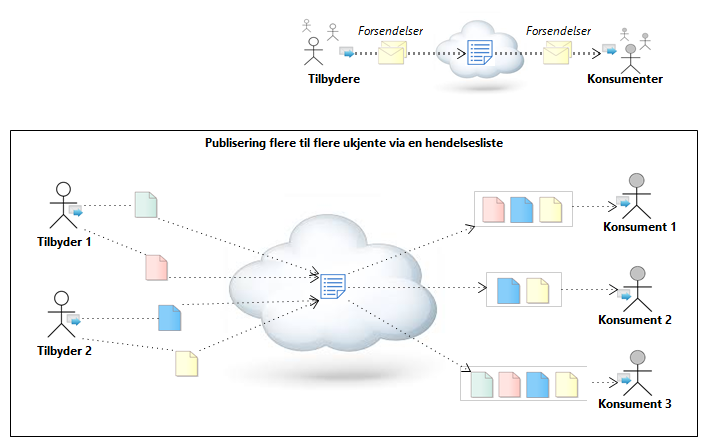 Forsendelser
Forsendelser
Tilbydere
Konsumenter
Publisering flere til flere ukjente via en hendelsesliste
Tilbyder 1
Konsument 1
Konsument 2
Tilbyder 2
Konsument 3